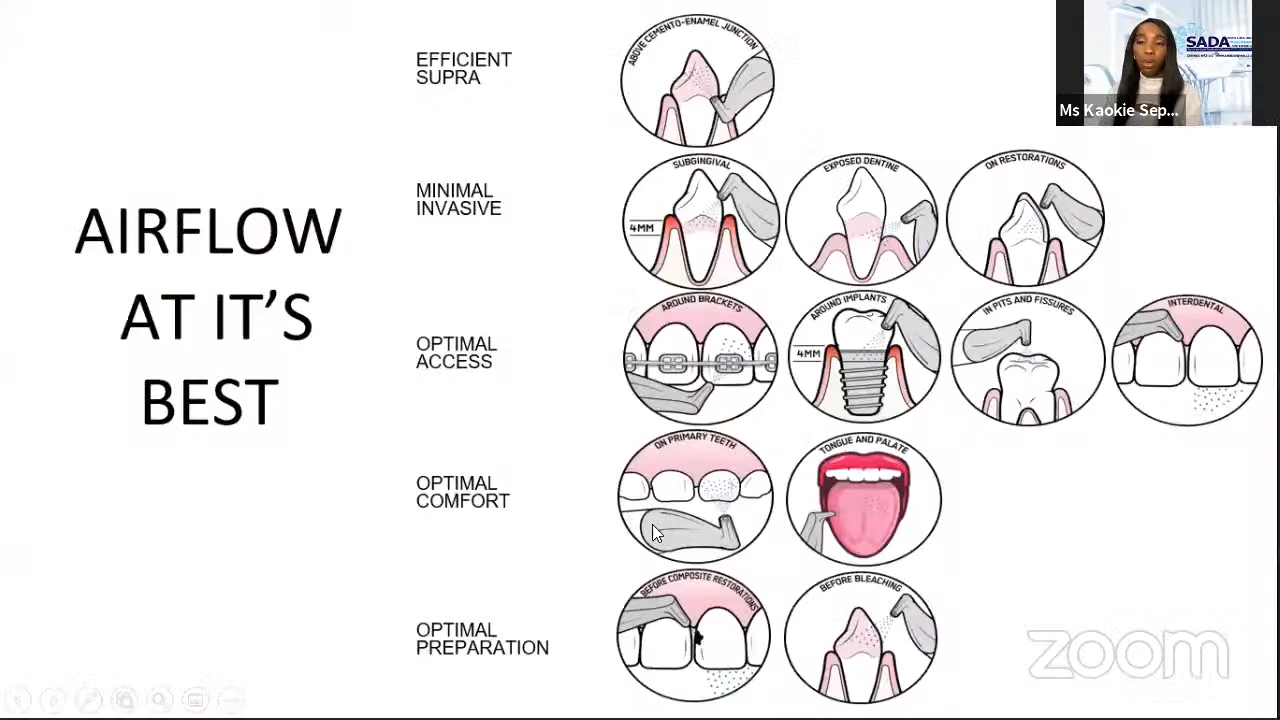 AIRFLOW
AT IT’S
BEST
EFFICIENT
SUPRA
ABOVE CEMENTO-ENAMEL JUNCTION
MINIMAL
INVASIVE
SUBGINGIVAL
4MM
EXPOSED DENTINE
ON RESTORATIONS
OPTIMAL
ACCESS
AROUND BRACKETS
AROUND IMPLANTS
4MM
IN PITS AND FISSURES
INTERDENTAL
OPTIMAL
COMFORT
ON PRIMARY TEETH
TONGUE AND PALATE
OPTIMAL
PREPARATION
BEFORE COMPOSITE RESTORATIONS
BEFORE BLEACHING
SADA
Ms Kaokie Sep...
zoom